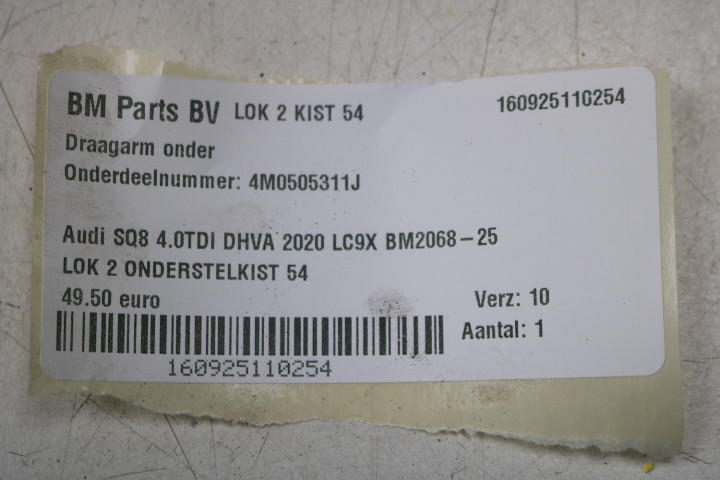 BM Parts BV LOK 2 KIST 54 160925110254
Draagarm onder
Onderdeelnummer: 4M0505311J
Audi SQ8 4.0TDI DHVA 2020 LC9X BM2068-25
LOK 2 ONDERSTELKIST 54
49.50 euro Verz: 10
Aantal: 1
160925110254